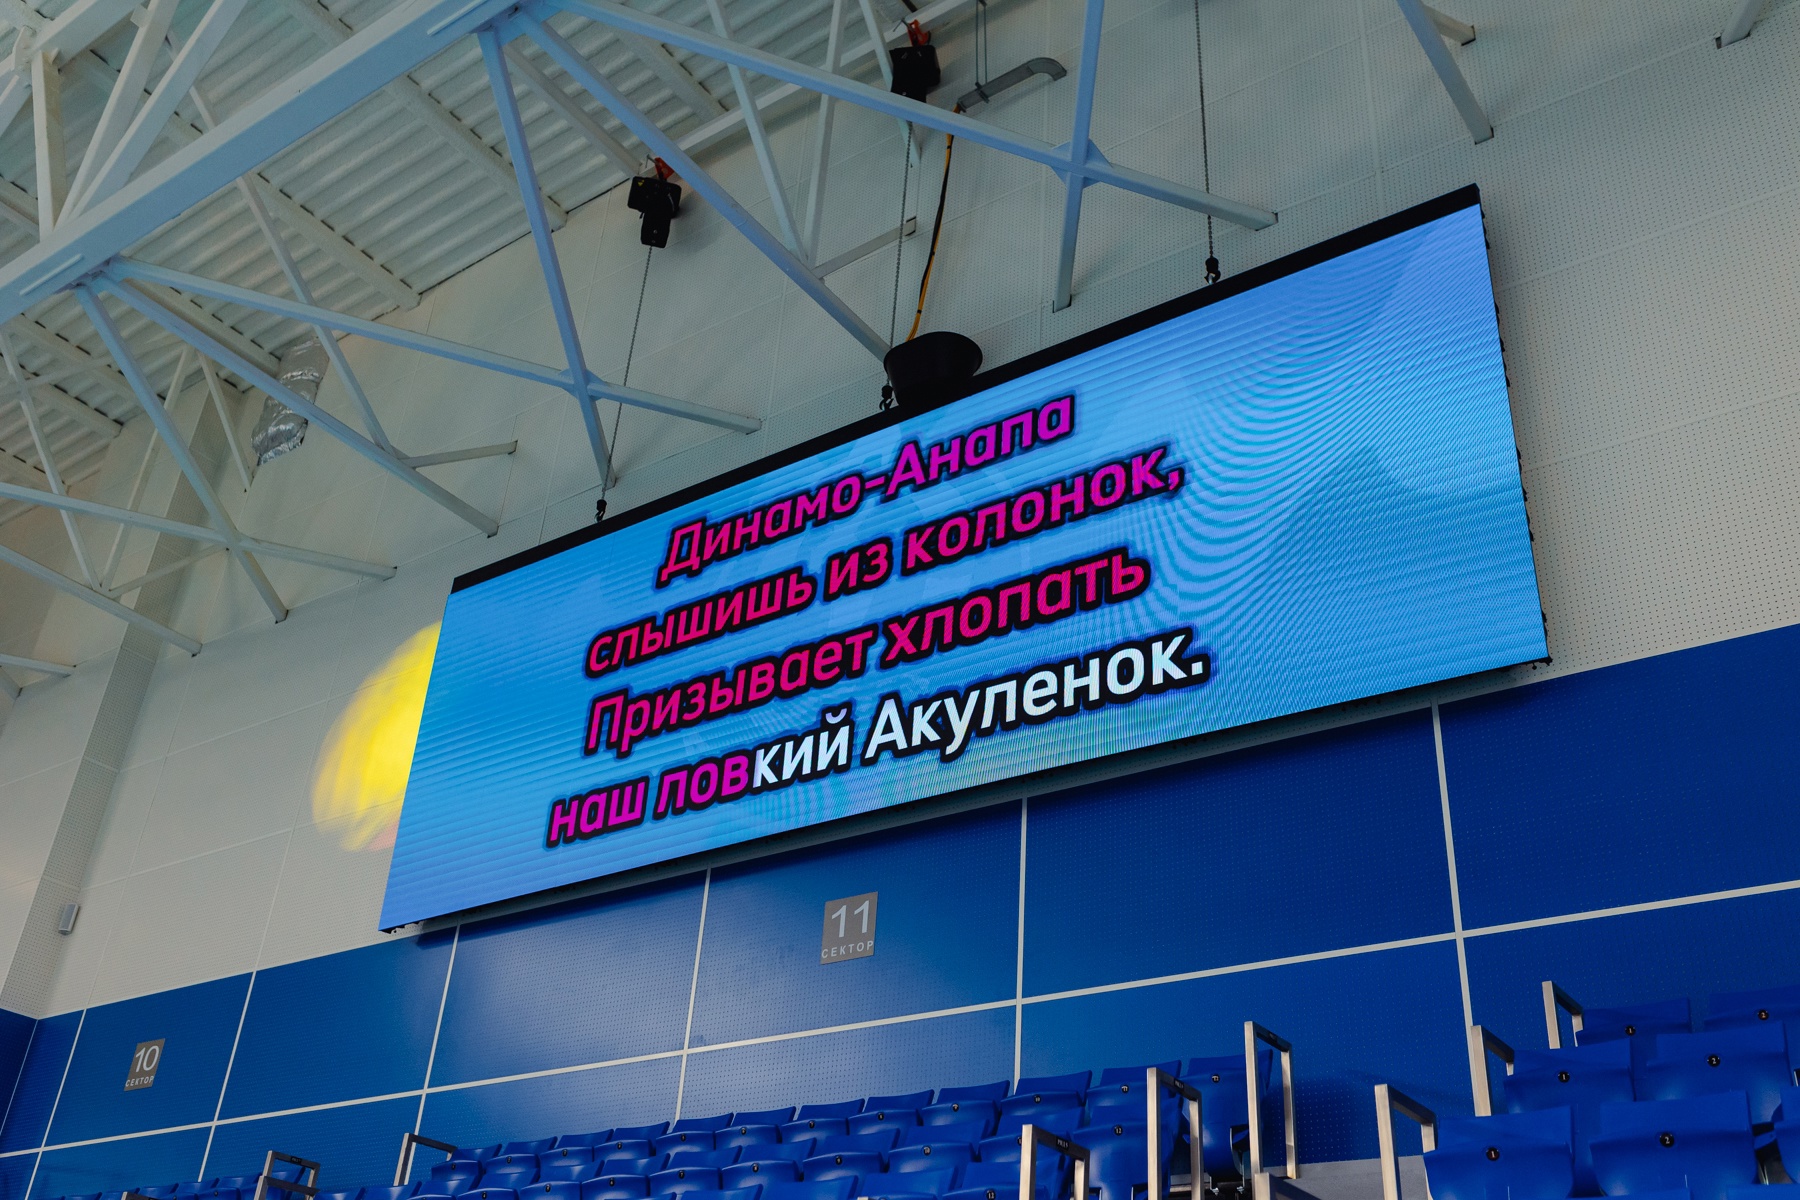 Динамо-Анапа
слышишь из колонок,
Призывает хлопать
наш ловкий Акуленок.
11
СЕКТОР
10
СЕКТОР